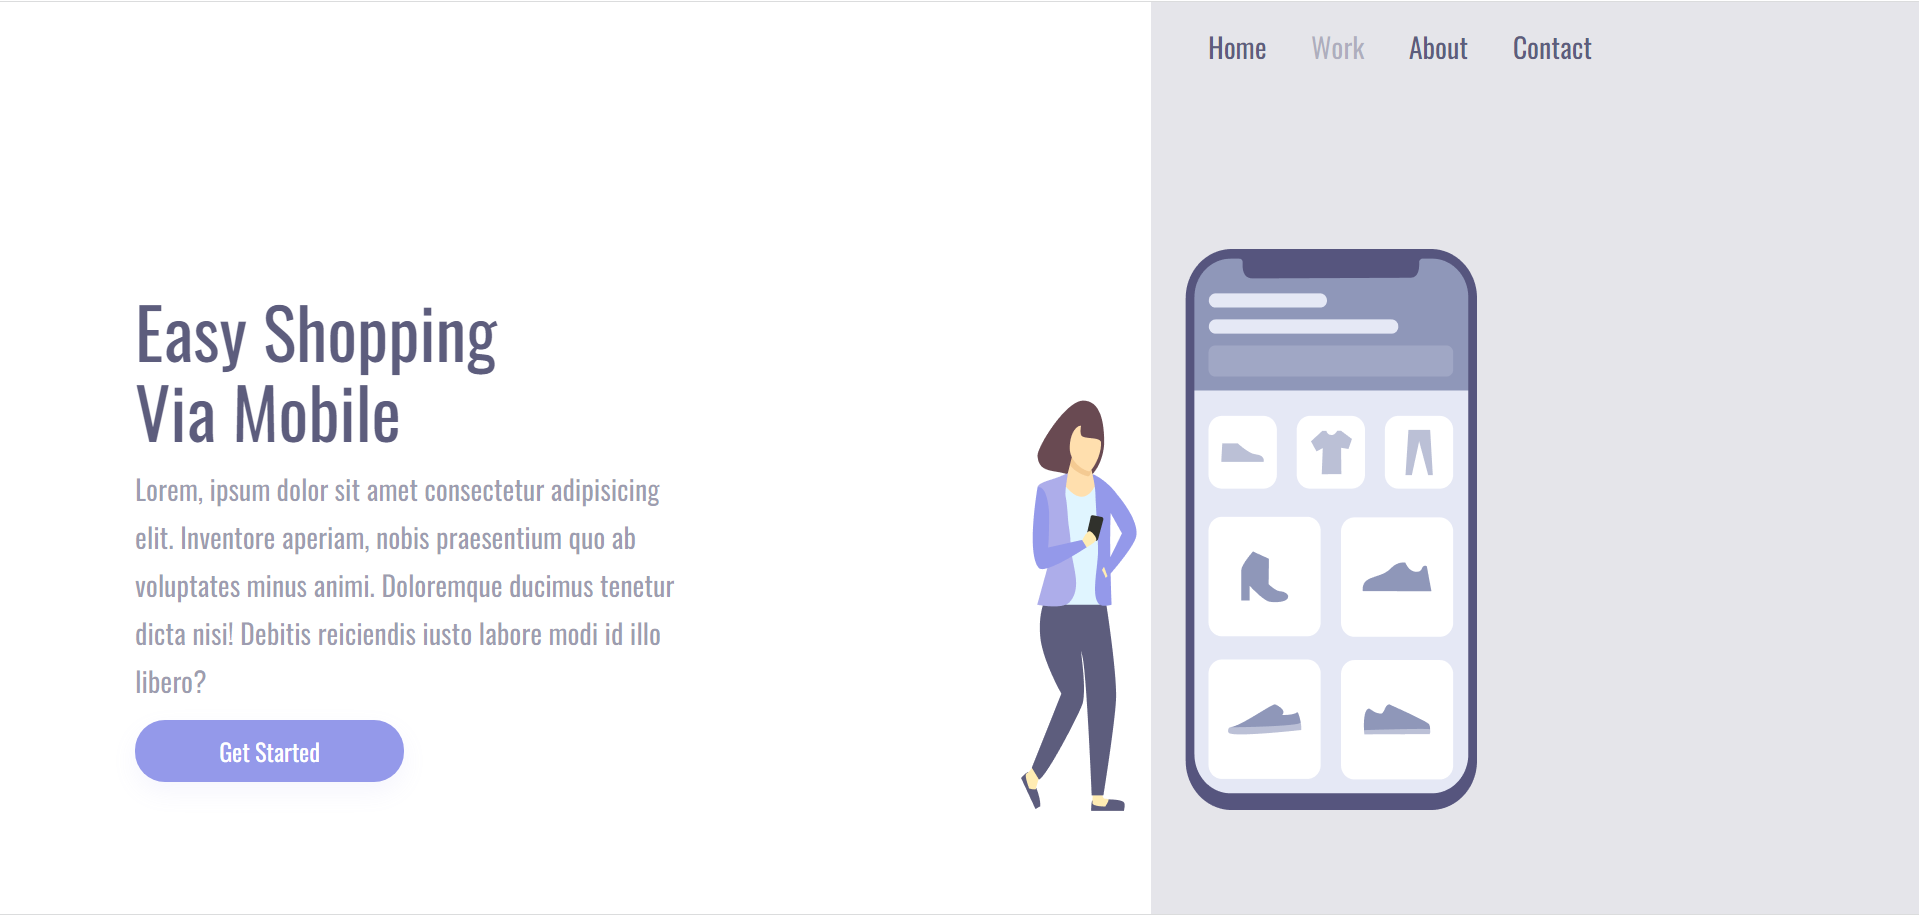 Home Work About Contact
Easy Shopping
Via Mobile
Lorem, ipsum dolor sit amet consectetur adipisicing
elit. Inventore aperiam, nobis praesentium quo ab
voluptates minus animi. Doloremque ducimus tenetur
dicta nisi! Debitis reiciendis iusto labore modi id illo
libero?
Get Started